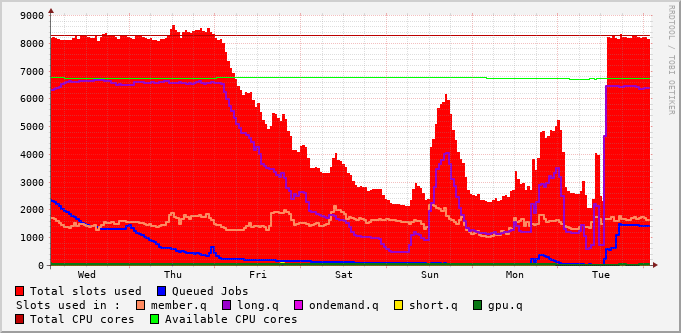 RRDTOOL / TOBI OETIKER
9000
8000
7000
6000
5000
4000
3000
2000
1000
0
Wed Thu Fri Sat Sun Mon Tue
Total slots used Queued Jobs
Slots used in : member.q long.q ondemand.q short.q gpu.q
Total CPU cores Available CPU cores